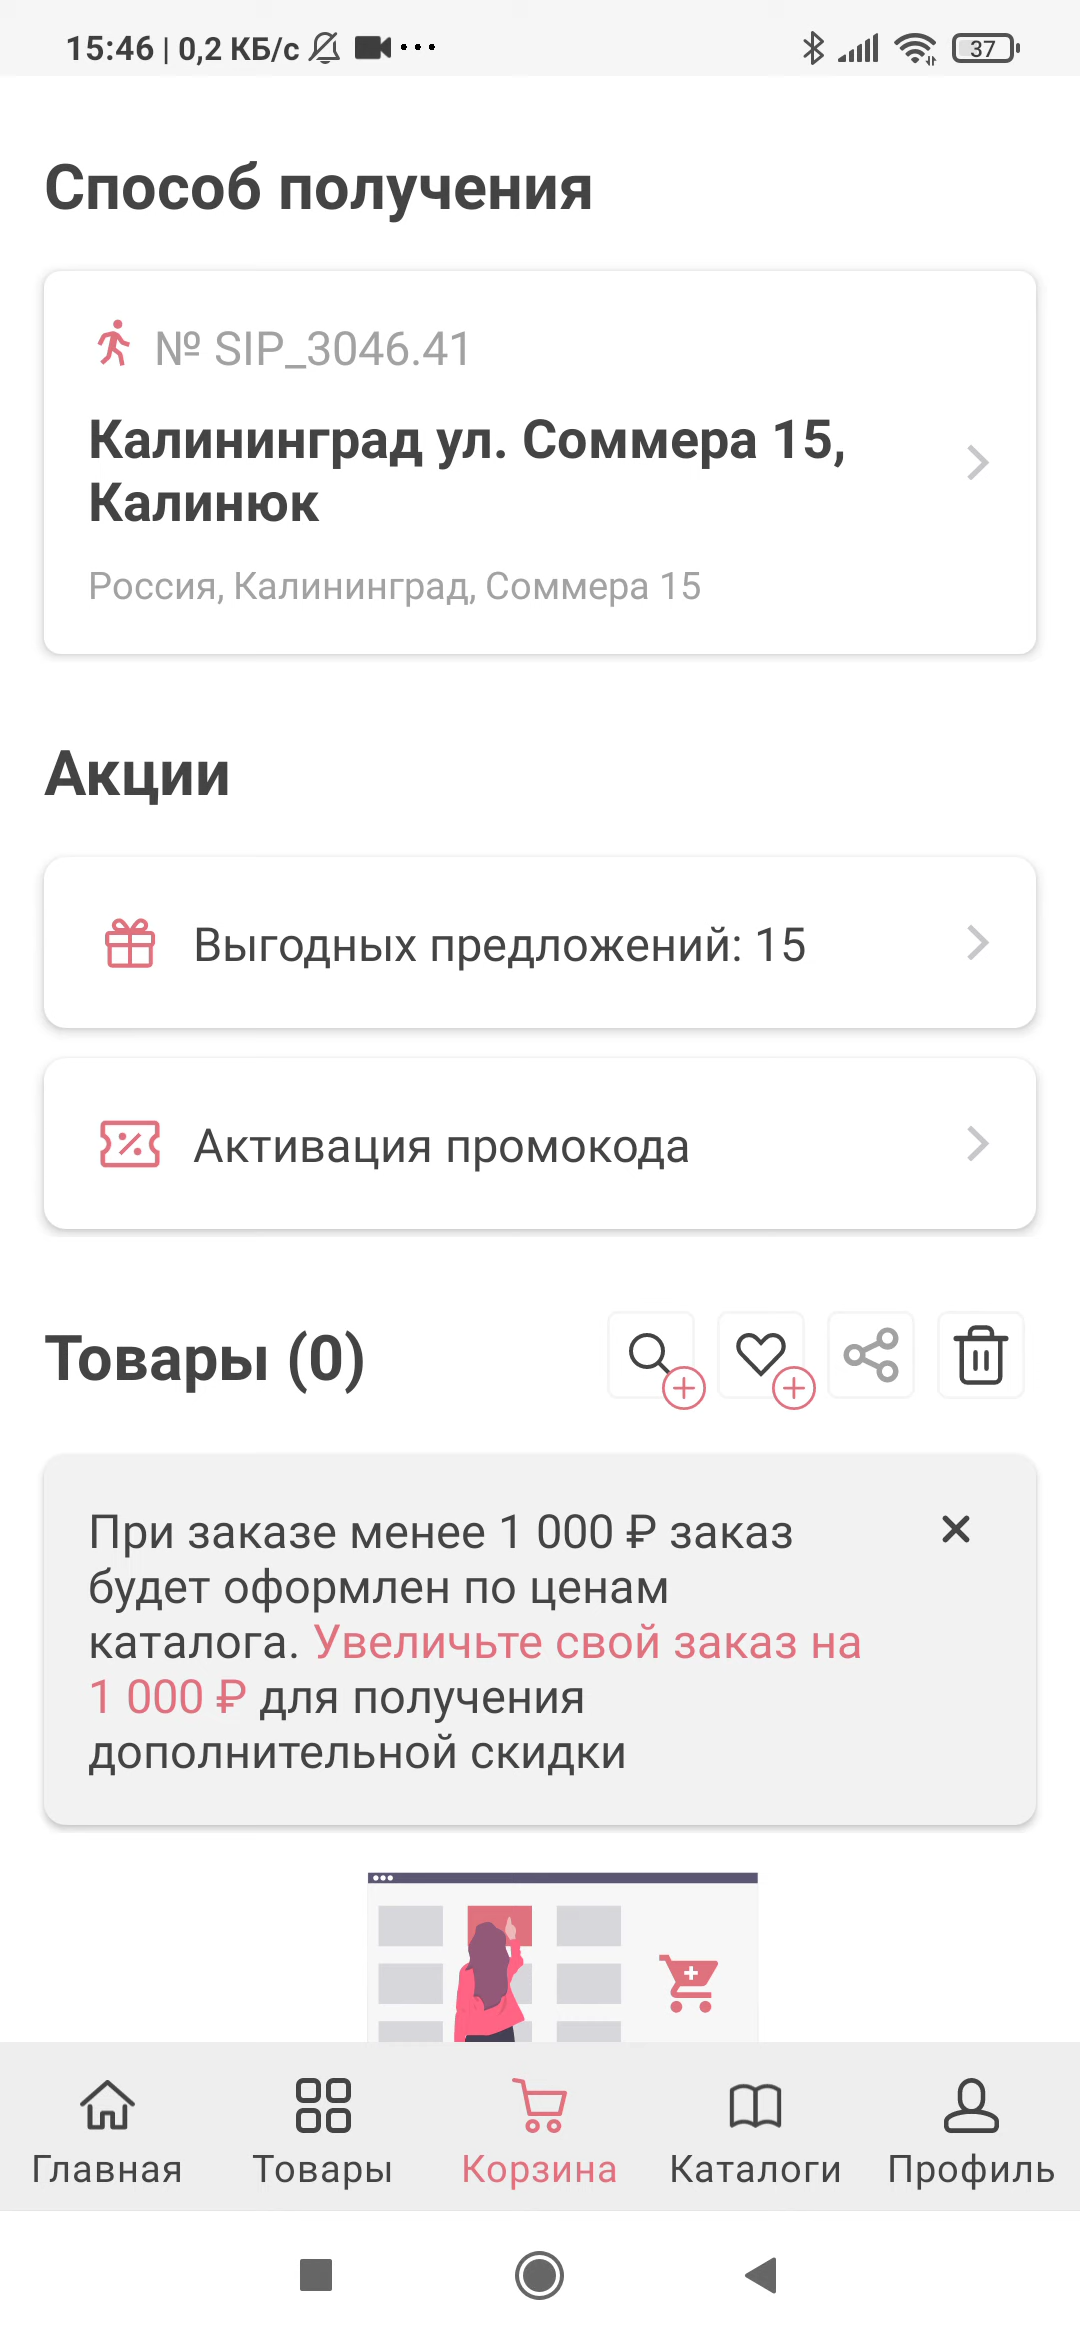 15:46 | 0,2 КБ/с
37
Способ получения
№ SIP_3046.41
Калининград ул. Соммера 15,
Калинюк
Россия, Калининград, Соммера 15
Акции
Выгодных предложений: 15
Активация промокода
Товары (0)
При заказе менее 1 000 ₽ заказ
будет оформлен по ценам
каталога. Увеличьте свой заказ на
1 000 ₽ для получения
дополнительной скидки
Главная
Товары
Корзина
Каталоги
Профиль